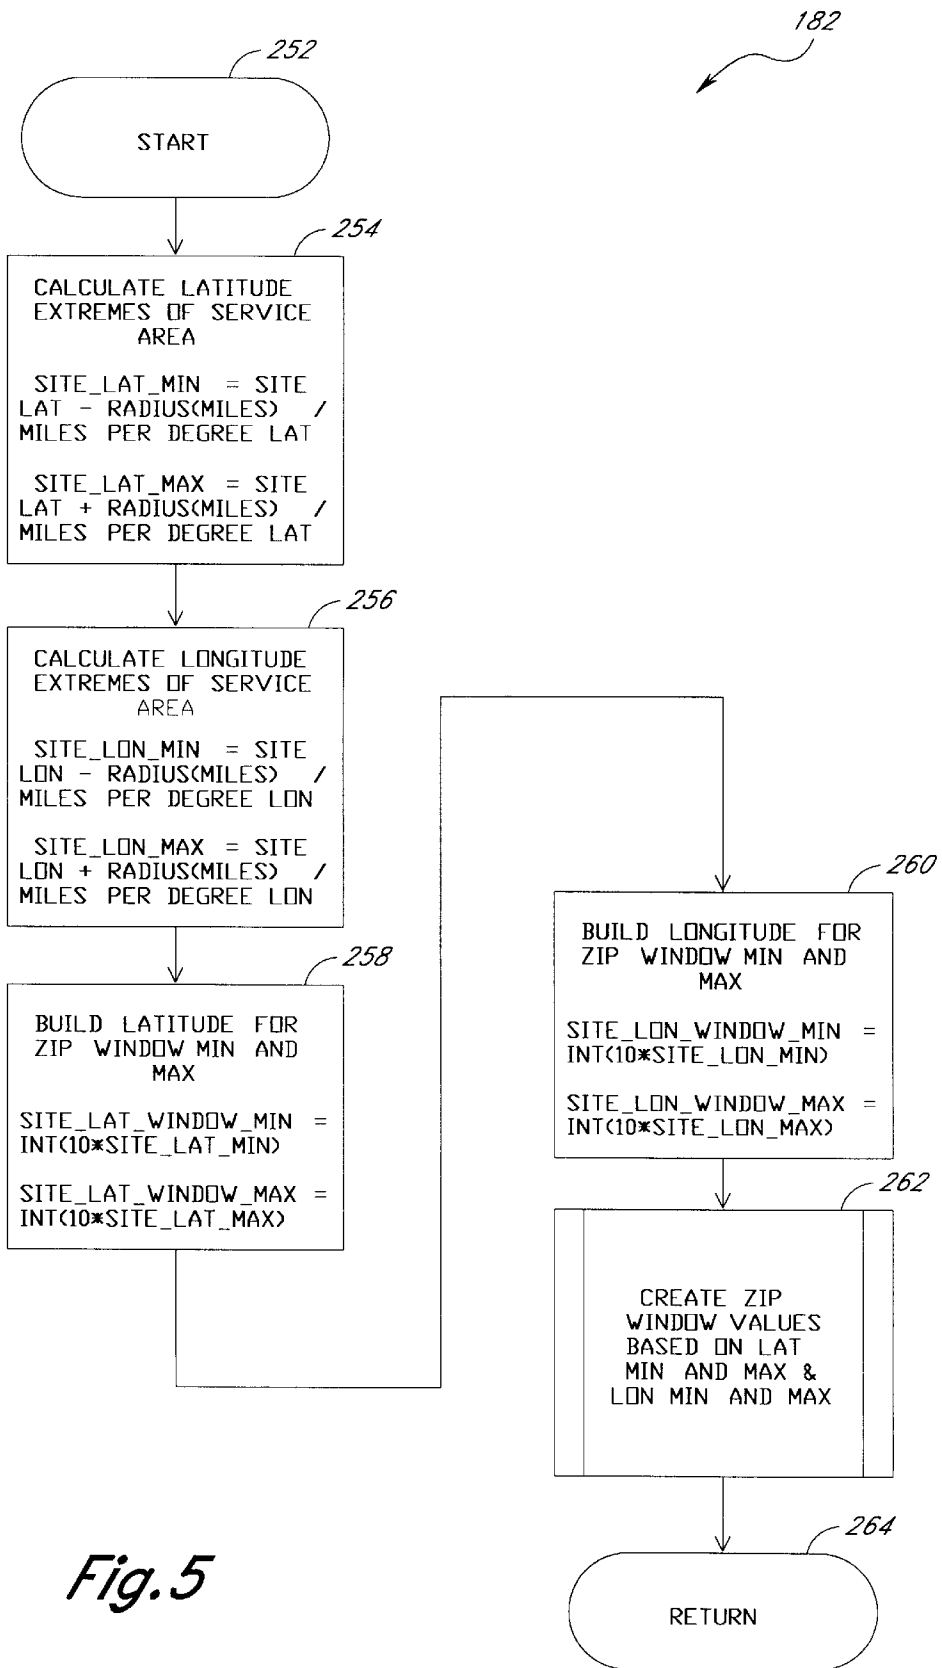 182
252
START
254
CALCULATE LATITUDE
EXTREMES OF SERVICE
AREA
SITE_LAT_MIN = SITE
LAT - RADIUS(MILES) /
MILES PER DEGREE LAT
SITE_LAT_MAX = SITE
LAT + RADIUS(MILES) /
MILES PER DEGREE LAT
256
CALCULATE LONGITUDE
EXTREMES OF SERVICE
AREA
SITE_LON_MIN = SITE
LON - RADIUS(MILES) /
MILES PER DEGREE LON
SITE_LON_MAX = SITE
LON + RADIUS(MILES) /
MILES PER DEGREE LON
258
BUILD LATITUDE FOR
ZIP WINDOW MIN AND
MAX
SITE_LAT_WINDOW_MIN =
INT(10*SITE_LAT_MIN)
SITE_LAT_WINDOW_MAX =
INT(10*SITE_LAT_MAX)
260
BUILD LONGITUDE FOR
ZIP WINDOW MIN AND
MAX
SITE_LON_WINDOW_MIN =
INT(10*SITE_LON_MIN)
SITE_LON_WINDOW_MAX =
INT(10*SITE_LON_MAX)
262
CREATE ZIP
WINDOW VALUES
BASED ON LAT
MIN AND MAX &
LON MIN AND MAX
264
RETURN
Fig.5